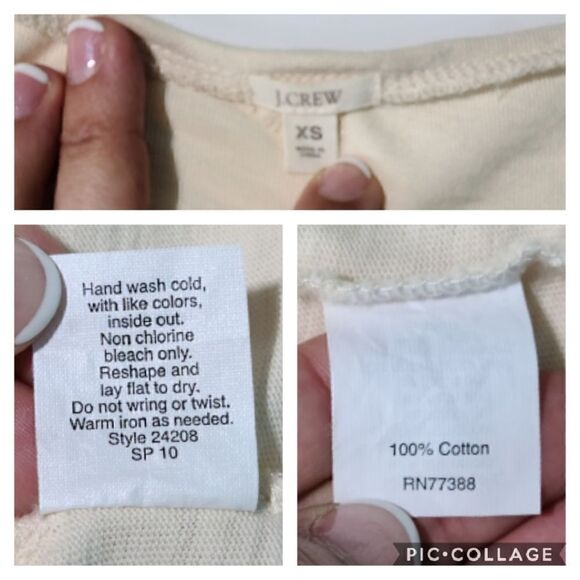 J.CREW
XS
MADE IN
Hand wash cold,
with like colors,
inside out.
Non chlorine
bleach only.
Reshape and
lay flat to dry.
Do not wring or twist.
Warm iron as needed.
Style 24208
SP 10
100% Cotton
RN77388
PIC•COLLAGE